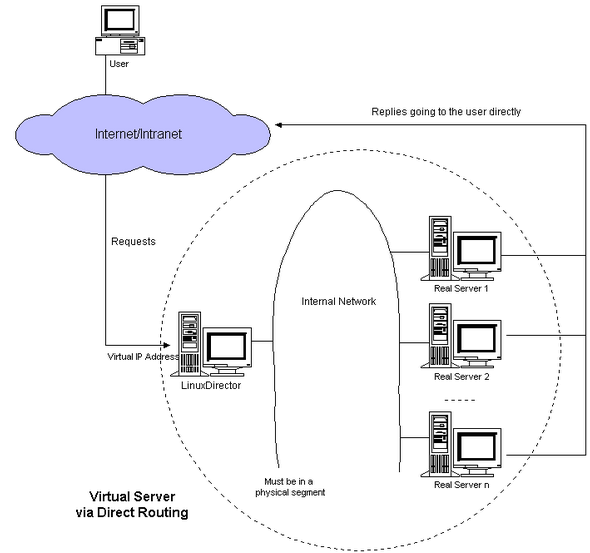 User
Internet/Intranet
Replies going to the user directly
Requests
Virtual IP Address
LinuxDirector
Internal Network
Real Server 1
Real Server 2
Real Server n
Must be in a
physical segment
Virtual Server
via Direct Routing